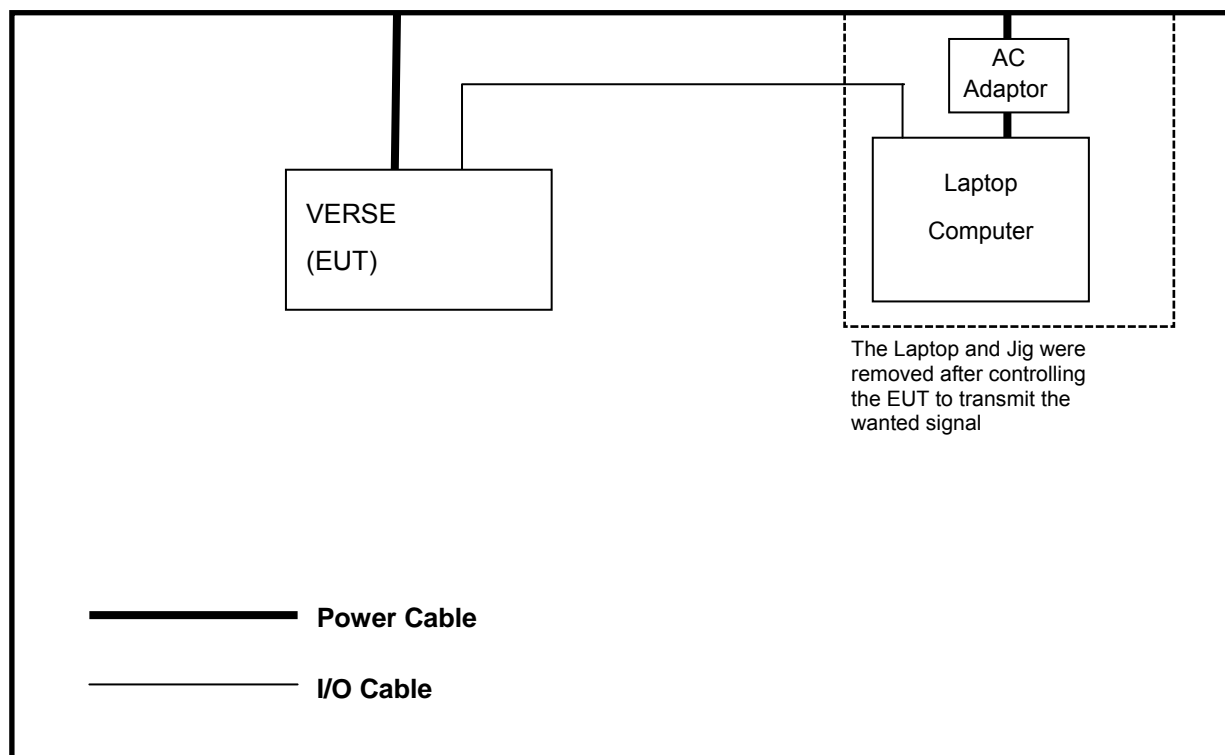 AC
Adaptor
Laptop
Computer
VERSE
(EUT)
The Laptop and Jig were
removed after controlling
the EUT to transmit the
wanted signal
Power Cable
I/O Cable